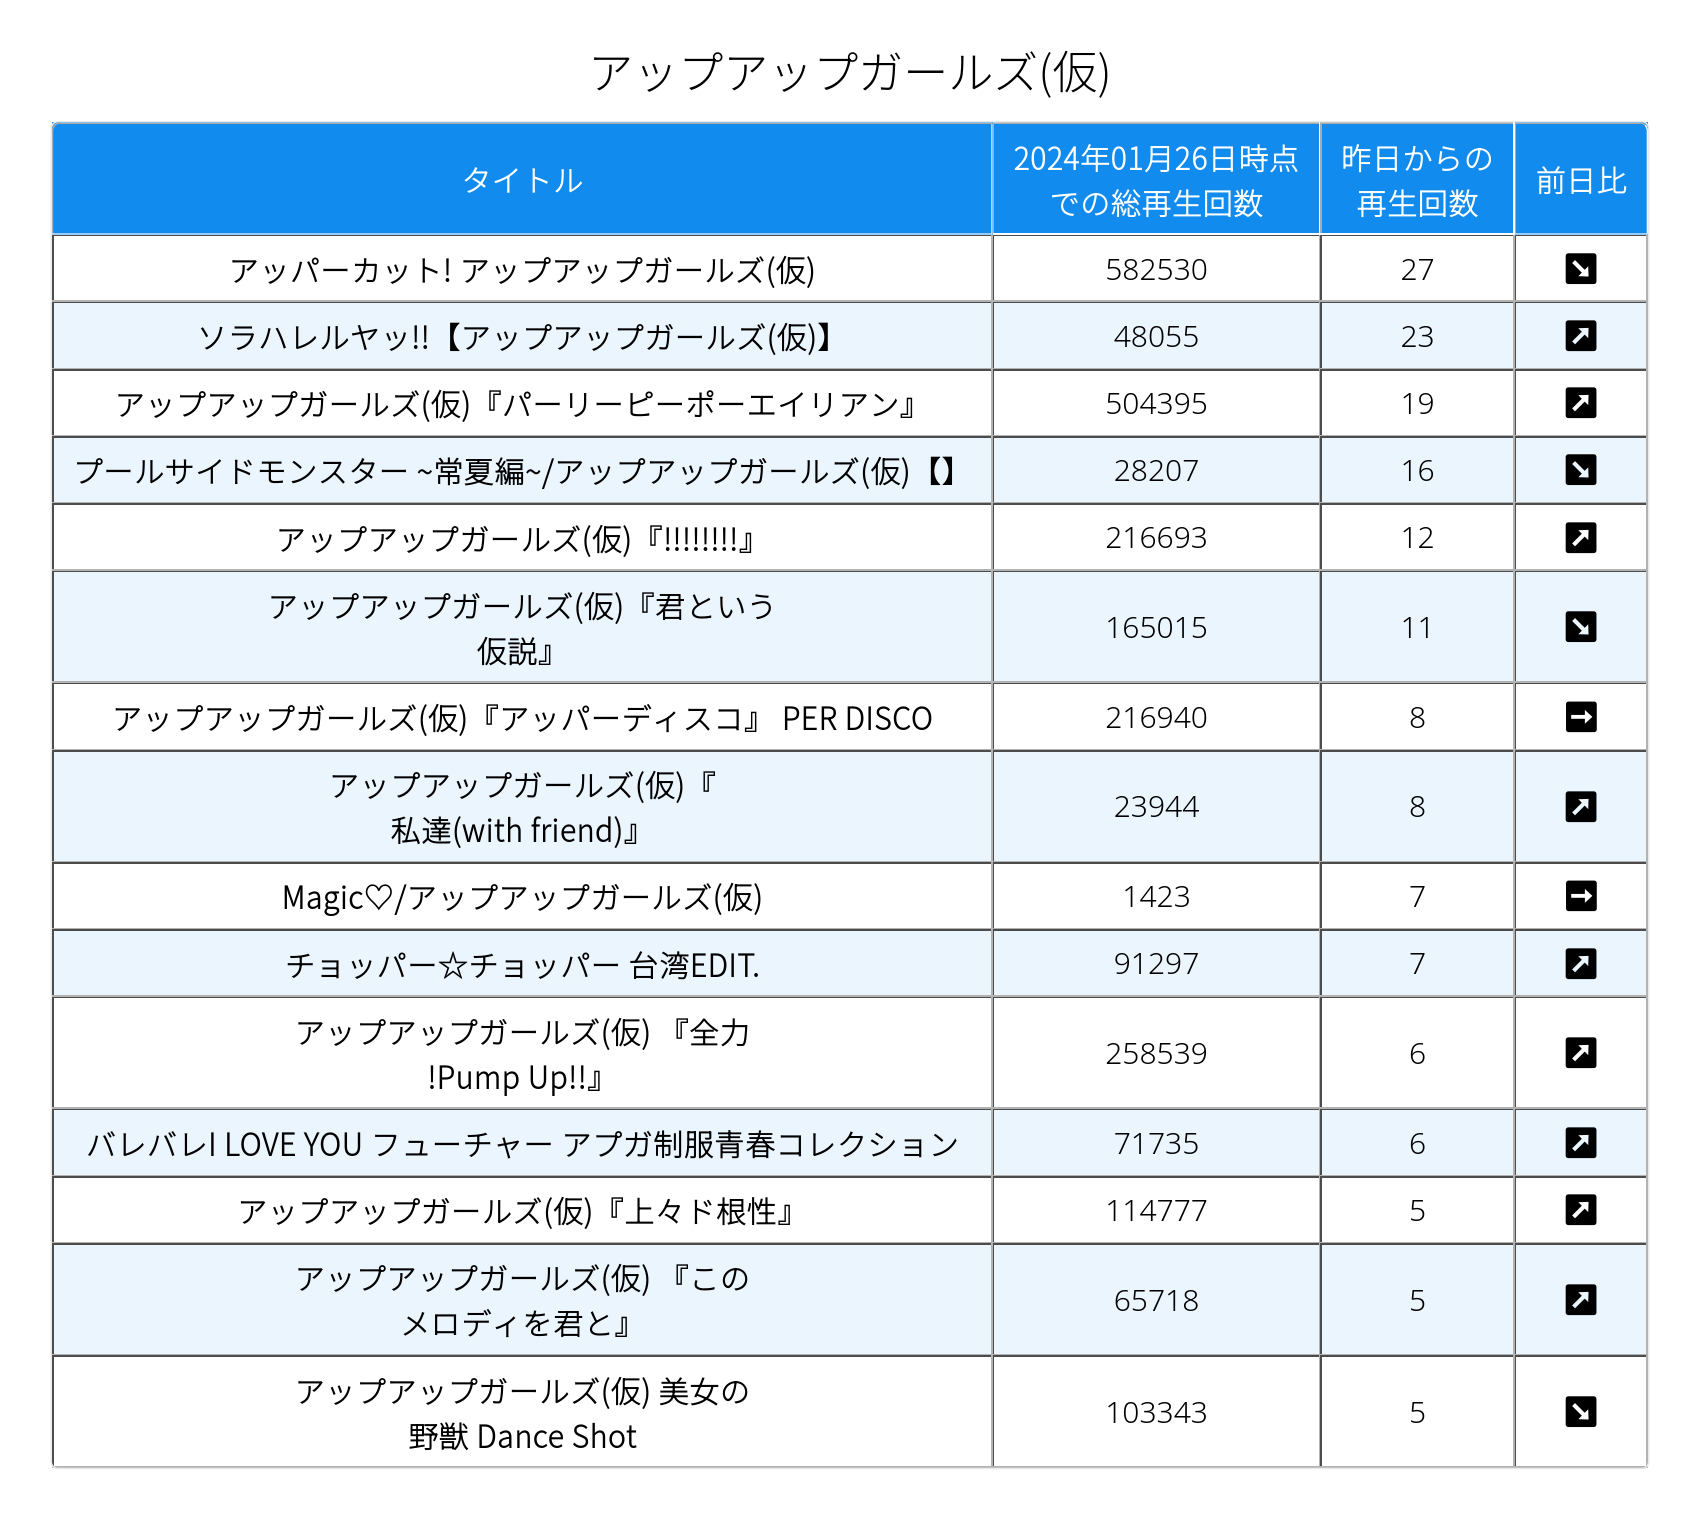 アップアップガールズ(仮)
タイトル
2024年01月26日時点
での総再生回数
昨日からの
再生回数
前日比
アッパーカット! アップアップガールズ(仮) 582530 27
ソラハレルヤッ!!【アップアップガールズ(仮)】 48055 23
アップアップガールズ(仮)『パーリーピーポーエイリアン』 504395 19
プールサイドモンスター ~常夏編~/アップアップガールズ(仮)【】 28207 16
アップアップガールズ(仮)『!!!!!!!!』 216693 12
アップアップガールズ(仮)『君という
仮説』
165015 11
アップアップガールズ(仮)『アッパーディスコ』 PER DISCO 216940 8
アップアップガールズ(仮)『
私達(with friend)』
23944 8
Magic♡/アップアップガールズ(仮) 1423 7
チョッパー☆チョッパー 台湾EDIT. 91297 7
アップアップガールズ(仮) 『全力
!Pump Up!!』
258539 6
バレバレI LOVE YOU フューチャー アプガ制服青春コレクション 71735 6
アップアップガールズ(仮)『上々ド根性』 114777 5
アップアップガールズ(仮) 『この
メロディを君と』
65718 5
アップアップガールズ(仮) 美女の
野獣 Dance Shot
103343 5